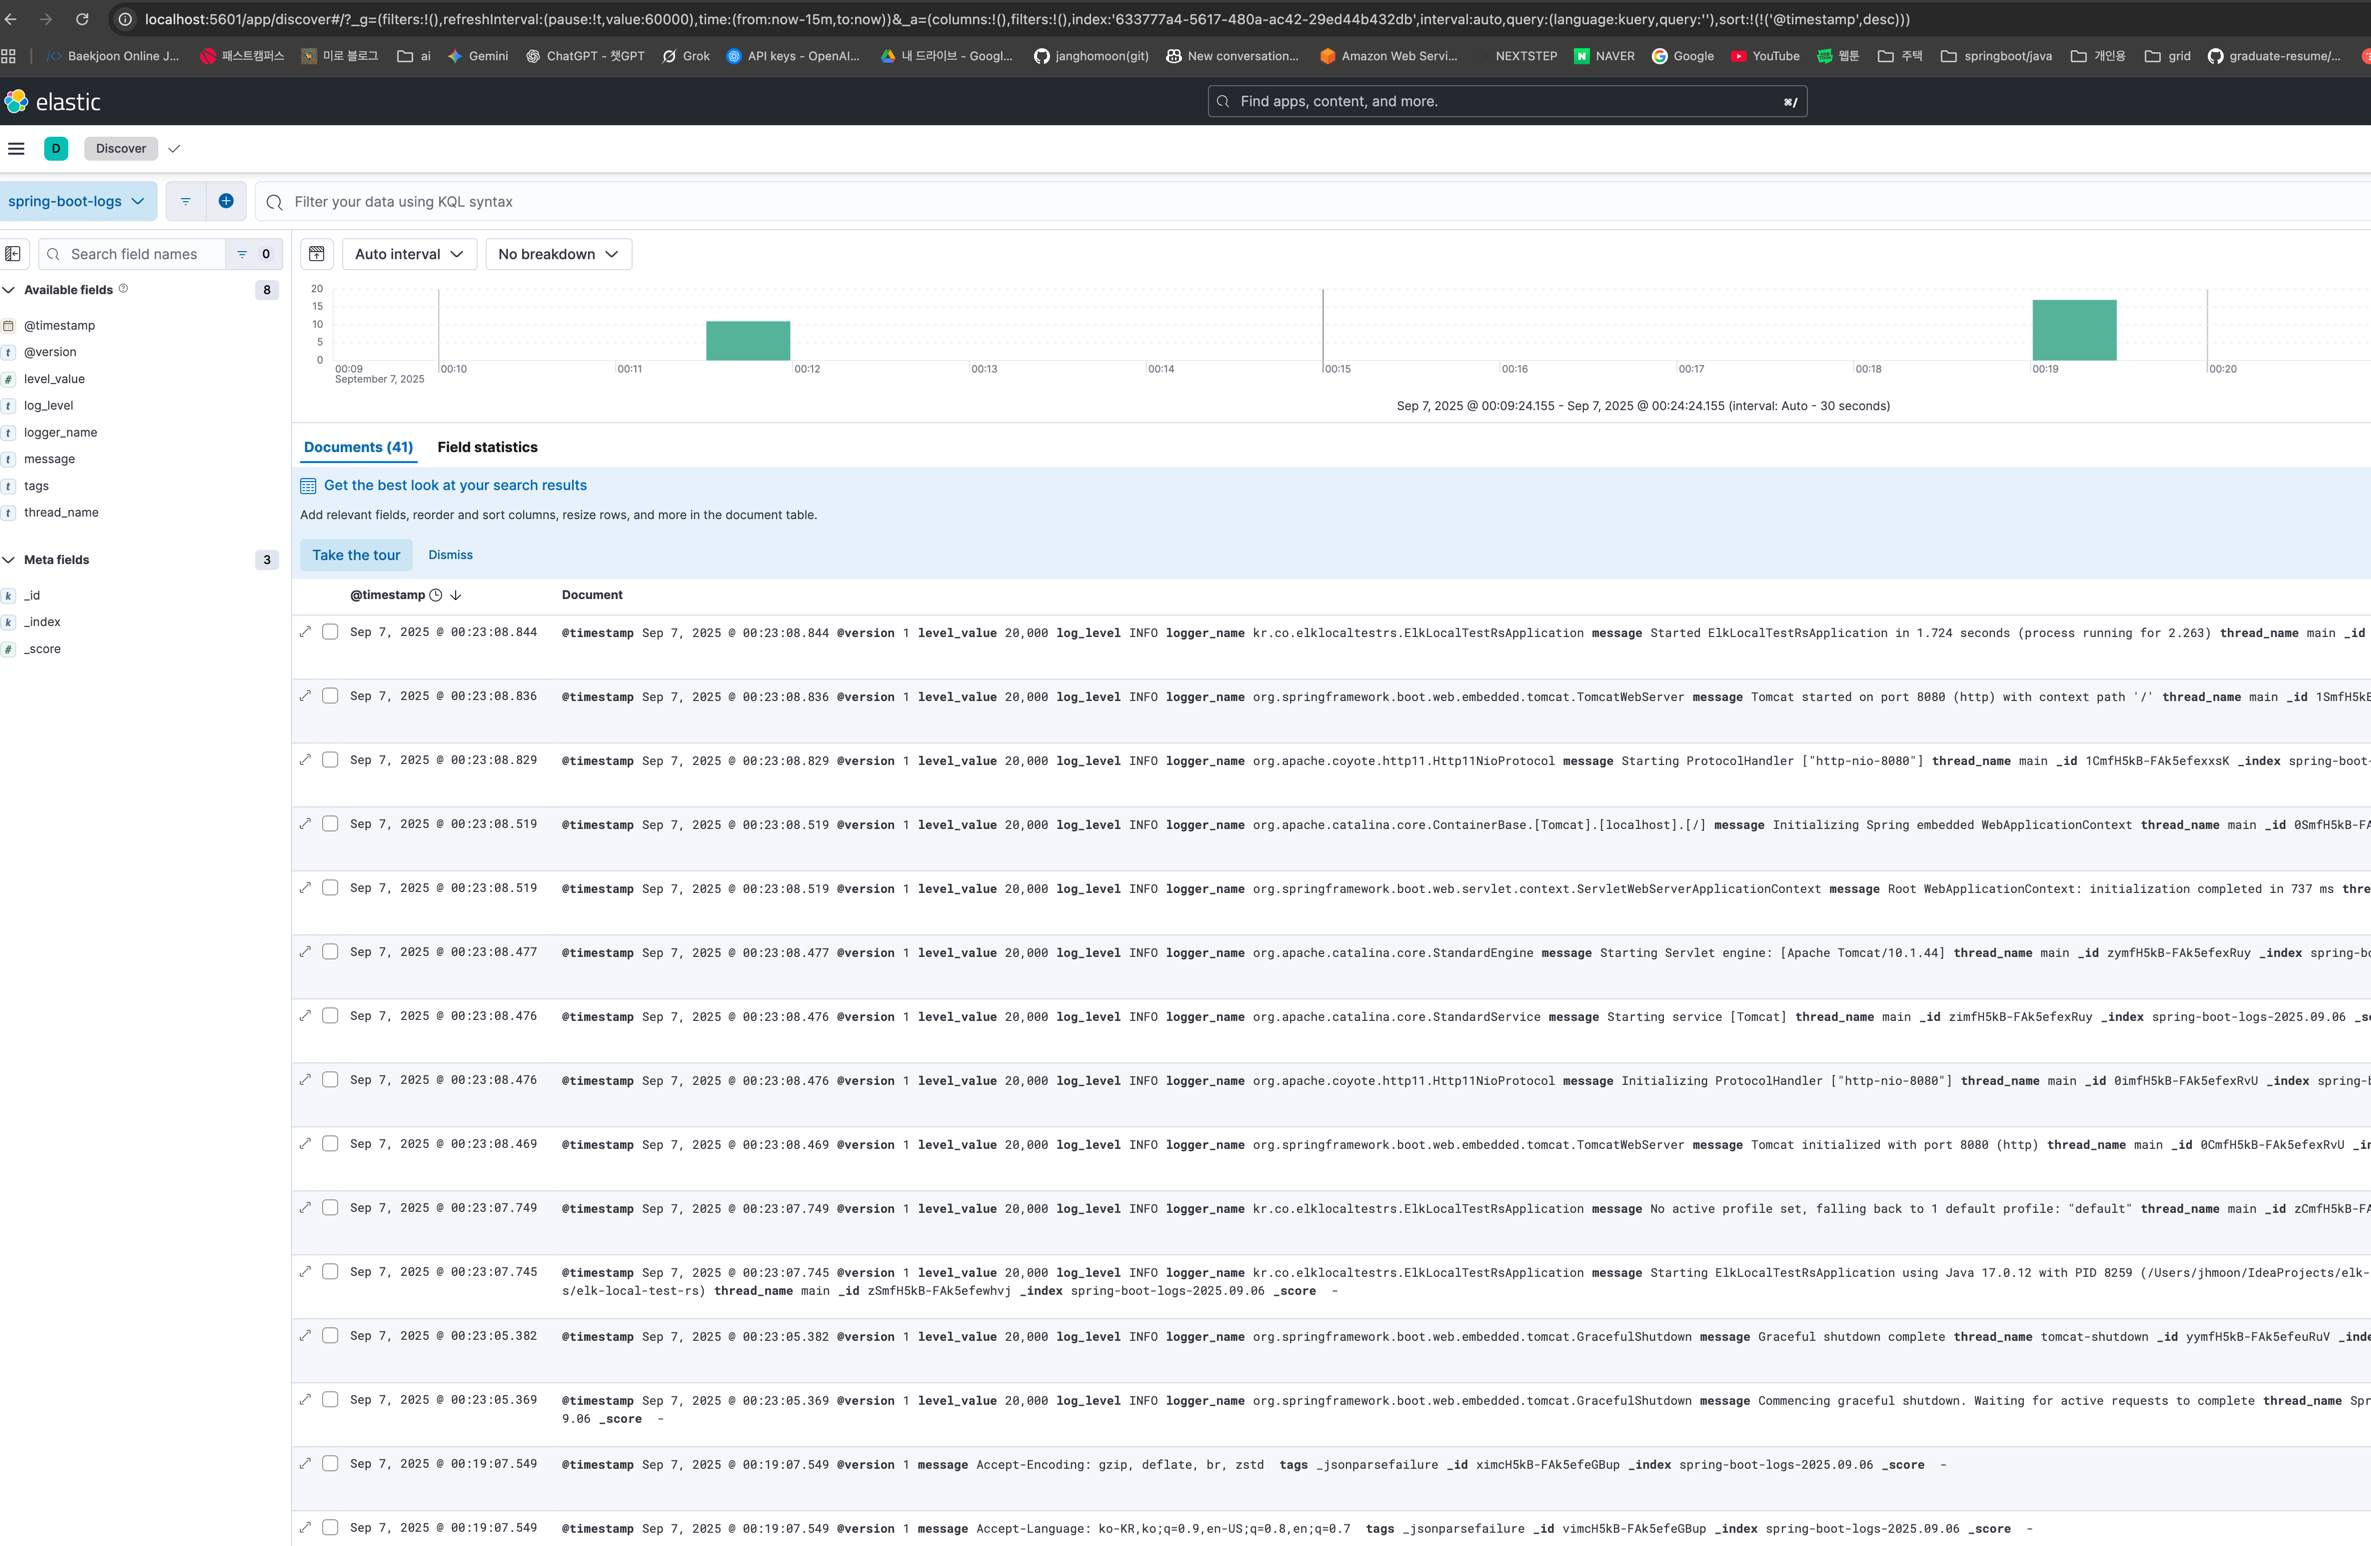 localhost:5601/app/discover#/?_g=(filters:!(),refreshInterval:(pause:!t,value:60000),time:(from:now-15m,to:now))&_a=(columns:!(),filters:!(),index:'633777a4-5617-480a-ac42-29ed44b432db',interval:auto,query:(language:kuery,query:''),sort:!(!('@timestamp',desc)))
Baekjoon Online J... 패스트캠퍼스 미로 블로그 ai Gemini ChatGPT - 챗GPT Grok API keys - OpenAI... 내 드라이브 - Googl... janghomoon(git) New conversation... Amazon Web Servi... NEXTSTEP NAVER Google YouTube 웹툰 주택 springboot/java 개인용 grid graduate-resume/...
elastic Find apps, content, and more. ⌘/
D Discover
spring-boot-logs Filter your data using KQL syntax
Search field names 0 Auto interval No breakdown
Available fields 8
@timestamp
@version
level_value
log_level
logger_name
message
tags
thread_name
Meta fields 3
_id
_index
_score
20
15
10
5
0
00:09 00:10 00:11 00:12 00:13 00:14 00:15 00:16 00:17 00:18 00:19 00:20
September 7, 2025
Sep 7, 2025 @ 00:09:24.155 - Sep 7, 2025 @ 00:24:24.155 (interval: Auto - 30 seconds)
Documents (41) Field statistics
Get the best look at your search results
Add relevant fields, reorder and sort columns, resize rows, and more in the document table.
Take the tour Dismiss
@timestamp Document
Sep 7, 2025 @ 00:23:08.844 @timestamp Sep 7, 2025 @ 00:23:08.844 @version 1 level_value 20,000 log_level INFO logger_name kr.co.elklocaltestrs.ElkLocalTestRsApplication message Started ElkLocalTestRsApplication in 1.724 seconds (process running for 2.263) thread_name main _id
Sep 7, 2025 @ 00:23:08.836 @timestamp Sep 7, 2025 @ 00:23:08.836 @version 1 level_value 20,000 log_level INFO logger_name org.springframework.boot.web.embedded.tomcat.TomcatWebServer message Tomcat started on port 8080 (http) with context path '/' thread_name main _id 1SmfH5kB
Sep 7, 2025 @ 00:23:08.829 @timestamp Sep 7, 2025 @ 00:23:08.829 @version 1 level_value 20,000 log_level INFO logger_name org.apache.coyote.http11.Http11NioProtocol message Starting ProtocolHandler ["http-nio-8080"] thread_name main _id 1CmfH5kB-FAk5efexxsK _index spring-boot-
Sep 7, 2025 @ 00:23:08.519 @timestamp Sep 7, 2025 @ 00:23:08.519 @version 1 level_value 20,000 log_level INFO logger_name org.apache.catalina.core.ContainerBase.[Tomcat].[localhost].[/] message Initializing Spring embedded WebApplicationContext thread_name main _id 0SmfH5kB-FA
Sep 7, 2025 @ 00:23:08.519 @timestamp Sep 7, 2025 @ 00:23:08.519 @version 1 level_value 20,000 log_level INFO logger_name org.springframework.boot.web.servlet.context.ServletWebServerApplicationContext message Root WebApplicationContext: initialization completed in 737 ms thre
Sep 7, 2025 @ 00:23:08.477 @timestamp Sep 7, 2025 @ 00:23:08.477 @version 1 level_value 20,000 log_level INFO logger_name org.apache.catalina.core.StandardEngine message Starting Servlet engine: [Apache Tomcat/10.1.44] thread_name main _id zymfH5kB-FAk5efexRuy _index spring-bo
Sep 7, 2025 @ 00:23:08.476 @timestamp Sep 7, 2025 @ 00:23:08.476 @version 1 level_value 20,000 log_level INFO logger_name org.apache.catalina.core.StandardService message Starting service [Tomcat] thread_name main _id zimfH5kB-FAk5efexRuy _index spring-boot-logs-2025.09.06 _sc
Sep 7, 2025 @ 00:23:08.476 @timestamp Sep 7, 2025 @ 00:23:08.476 @version 1 level_value 20,000 log_level INFO logger_name org.apache.coyote.http11.Http11NioProtocol message Initializing ProtocolHandler ["http-nio-8080"] thread_name main _id 0imfH5kB-FAk5efexRvU _index spring-b
Sep 7, 2025 @ 00:23:08.469 @timestamp Sep 7, 2025 @ 00:23:08.469 @version 1 level_value 20,000 log_level INFO logger_name org.springframework.boot.web.embedded.tomcat.TomcatWebServer message Tomcat initialized with port 8080 (http) thread_name main _id 0CmfH5kB-FAk5efexRvU _in
Sep 7, 2025 @ 00:23:07.749 @timestamp Sep 7, 2025 @ 00:23:07.749 @version 1 level_value 20,000 log_level INFO logger_name kr.co.elklocaltestrs.ElkLocalTestRsApplication message No active profile set, falling back to 1 default profile: "default" thread_name main _id zCmfH5kB-FA
Sep 7, 2025 @ 00:23:07.745 @timestamp Sep 7, 2025 @ 00:23:07.745 @version 1 level_value 20,000 log_level INFO logger_name kr.co.elklocaltestrs.ElkLocalTestRsApplication message Starting ElkLocalTestRsApplication using Java 17.0.12 with PID 8259 (/Users/jhmoon/IdeaProjects/elk-
s/elk-local-test-rs) thread_name main _id zSmfH5kB-FAk5efewhvj _index spring-boot-logs-2025.09.06 _score -
Sep 7, 2025 @ 00:23:05.382 @timestamp Sep 7, 2025 @ 00:23:05.382 @version 1 level_value 20,000 log_level INFO logger_name org.springframework.boot.web.embedded.tomcat.GracefulShutdown message Graceful shutdown complete thread_name tomcat-shutdown _id yymfH5kB-FAk5efeuRuV _inde
Sep 7, 2025 @ 00:23:05.369 @timestamp Sep 7, 2025 @ 00:23:05.369 @version 1 level_value 20,000 log_level INFO logger_name org.springframework.boot.web.embedded.tomcat.GracefulShutdown message Commencing graceful shutdown. Waiting for active requests to complete thread_name Spr
9.06 _score -
Sep 7, 2025 @ 00:19:07.549 @timestamp Sep 7, 2025 @ 00:19:07.549 @version 1 message Accept-Encoding: gzip, deflate, br, zstd tags _jsonparsefailure _id ximcH5kB-FAk5efeGBup _index spring-boot-logs-2025.09.06 _score -
Sep 7, 2025 @ 00:19:07.549 @timestamp Sep 7, 2025 @ 00:19:07.549 @version 1 message Accept-Language: ko-KR,ko;q=0.9,en-US;q=0.8,en;q=0.7 tags _jsonparsefailure _id vimcH5kB-FAk5efeGBup _index spring-boot-logs-2025.09.06 _score -